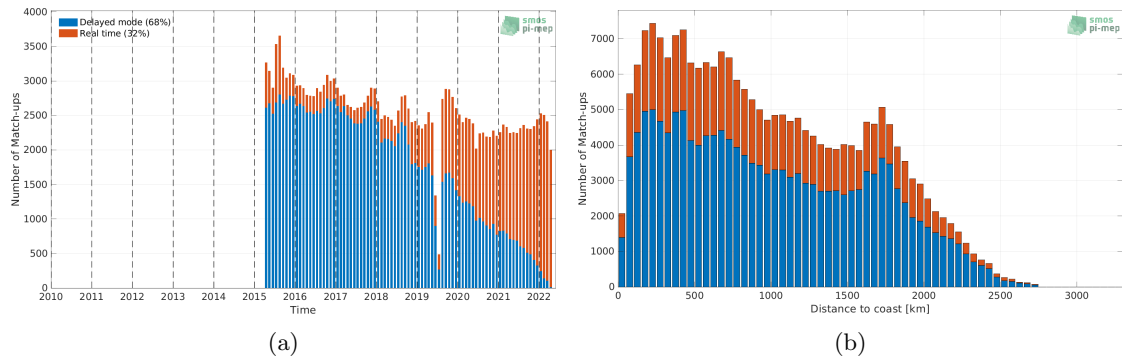 Delayed mode (68%)
Real time (32%)
smos
pi-mep
Number of Match-ups
4000
3500
3000
2500
2000
1500
1000
500
0
2010 2011 2012 2013 2014 2015 2016 2017 2018 2019 2020 2021 2022
Time
(a)
smos
pi-mep
Number of Match-ups
7000
6000
5000
4000
3000
2000
1000
0
0 500 1000 1500 2000 2500 3000
Distance to coast [km]
(b)